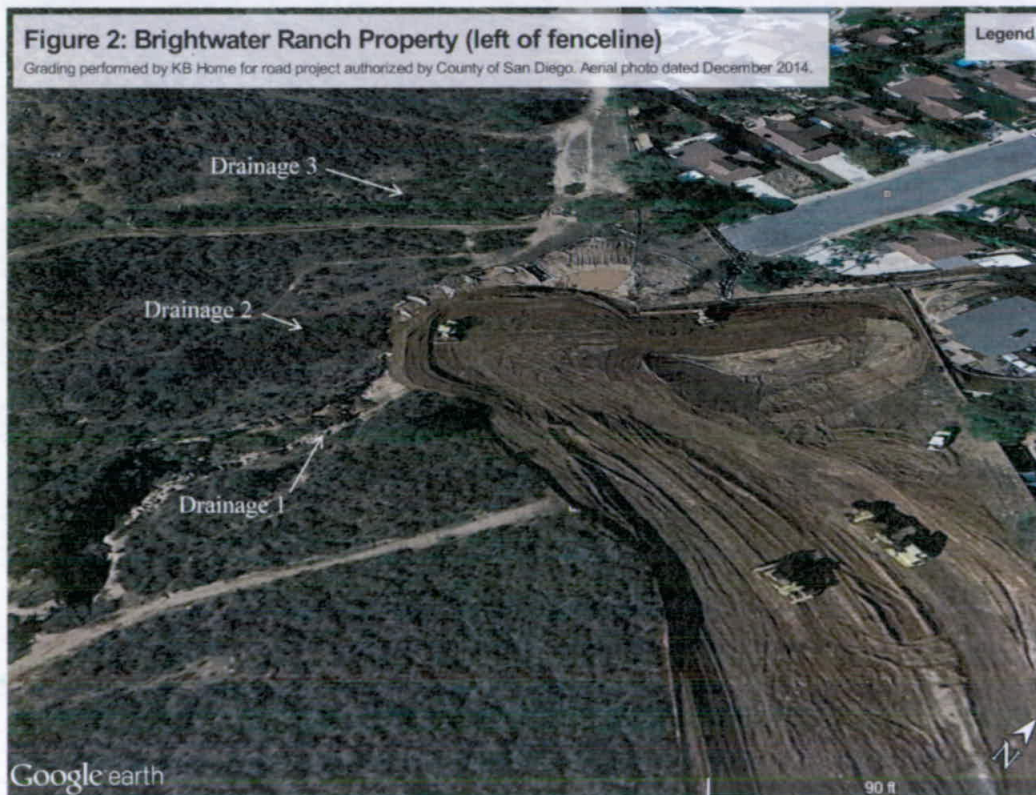 Figure 2: Brightwater Ranch Property (left of fenceline)
Legend
Grading performed by KB Home for road project authorized by County of San Diego. Aerial photo dated December 2014.
Drainage 3
Drainage 2
Drainage 1
N
Google earth
90 ft